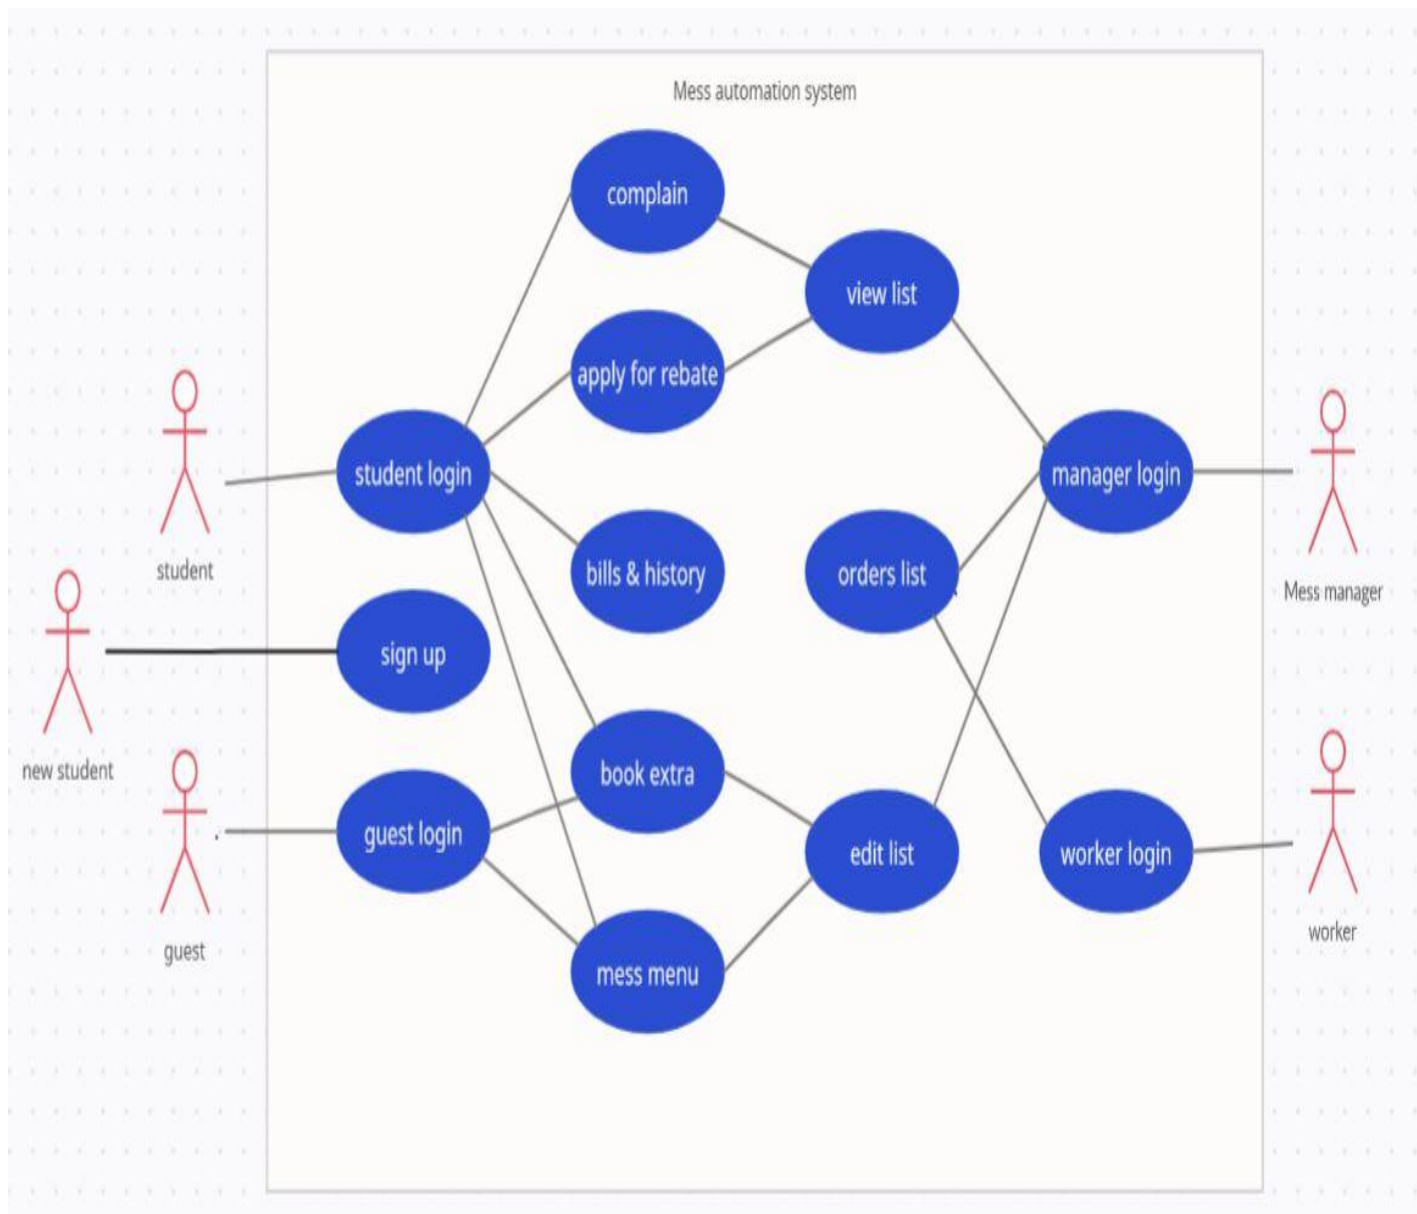 Mess automation system
complain
view list
apply for rebate
student login
manager login
student
bills & history
orders list
Mess manager
sign up
new student
book extra
guest login
edit list
worker login
guest
worker
mess menu